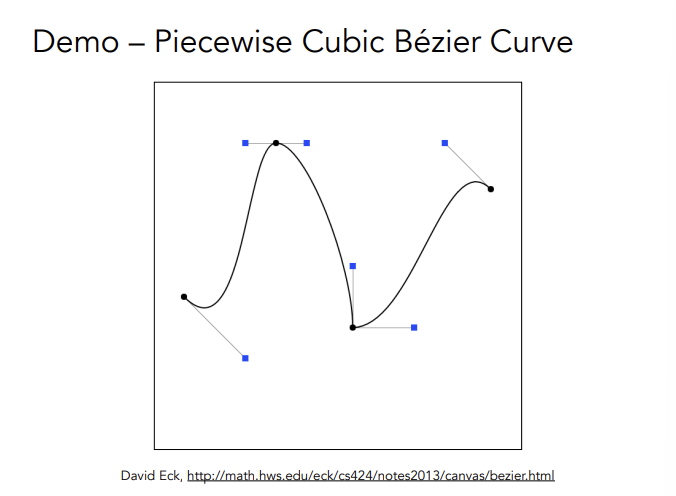 Demo – Piecewise Cubic Bézier Curve
David Eck, http://math.hws.edu/eck/cs424/notes2013/canvas/bezier.html